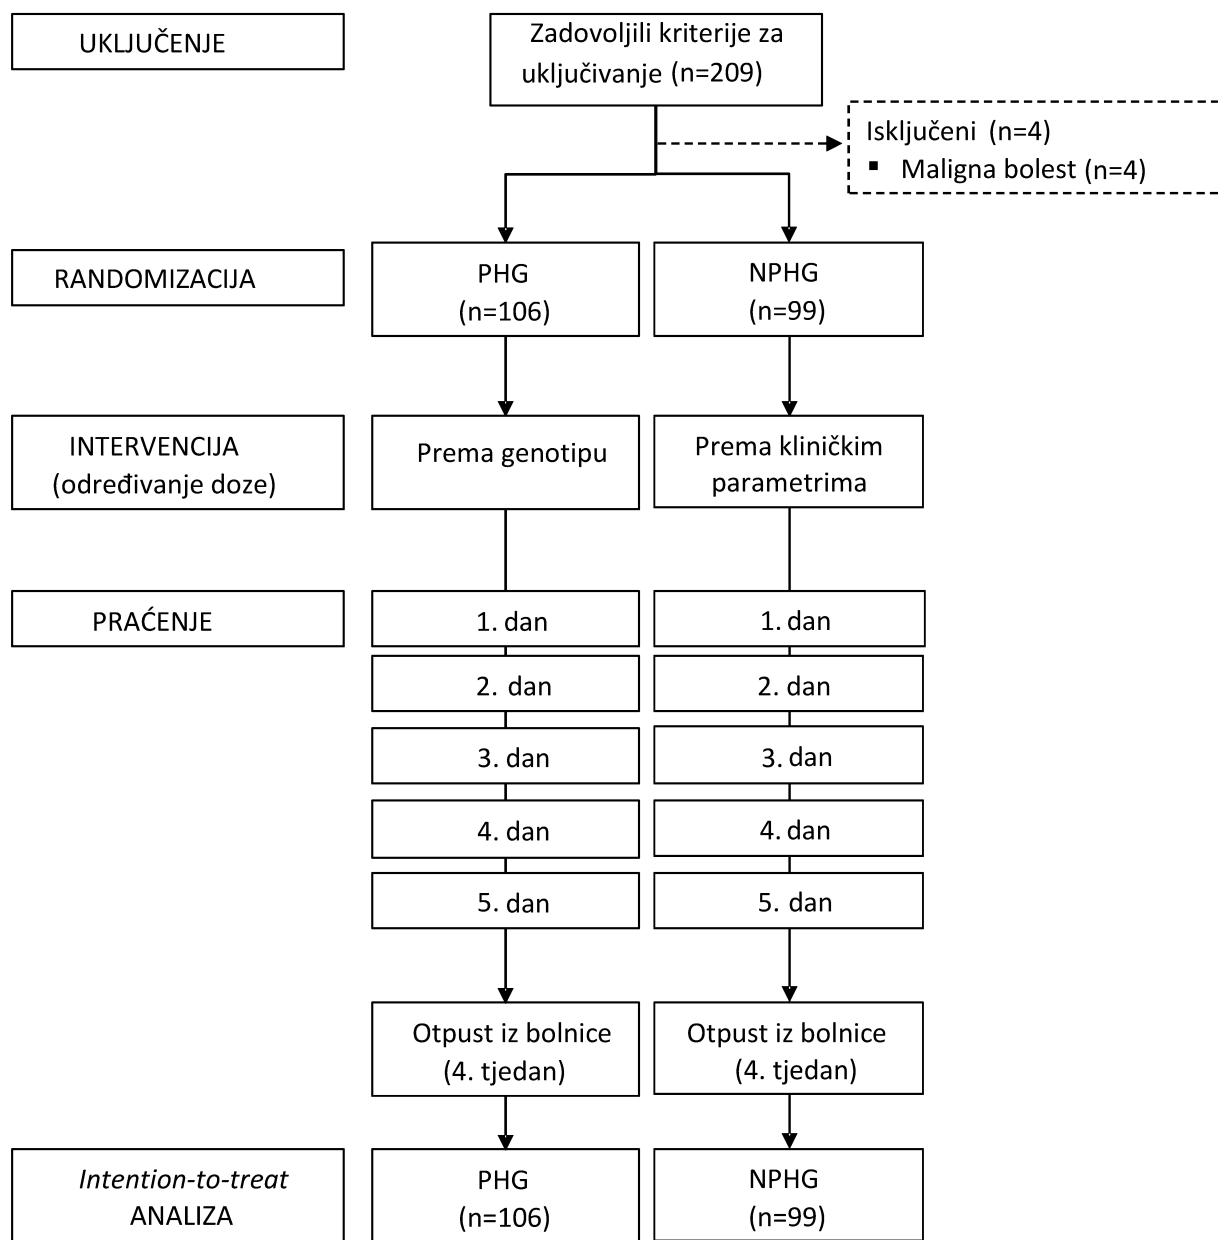 UKLJUČENJE
Zadovoljili kriterije za
uključivanje (n=209)
Isključeni (n=4)
▪ Maligna bolest (n=4)
RANDOMIZACIJA
PHG
(n=106)
NPHG
(n=99)
INTERVENCIJA
(određivanje doze)
Prema genotipu
Prema kliničkim
parametrima
PRAĆENJE
1. dan
1. dan
2. dan
2. dan
3. dan
3. dan
4. dan
4. dan
5. dan
5. dan
Otpust iz bolnice
(4. tjedan)
Otpust iz bolnice
(4. tjedan)
Intention-to-treat
ANALIZA
PHG
(n=106)
NPHG
(n=99)